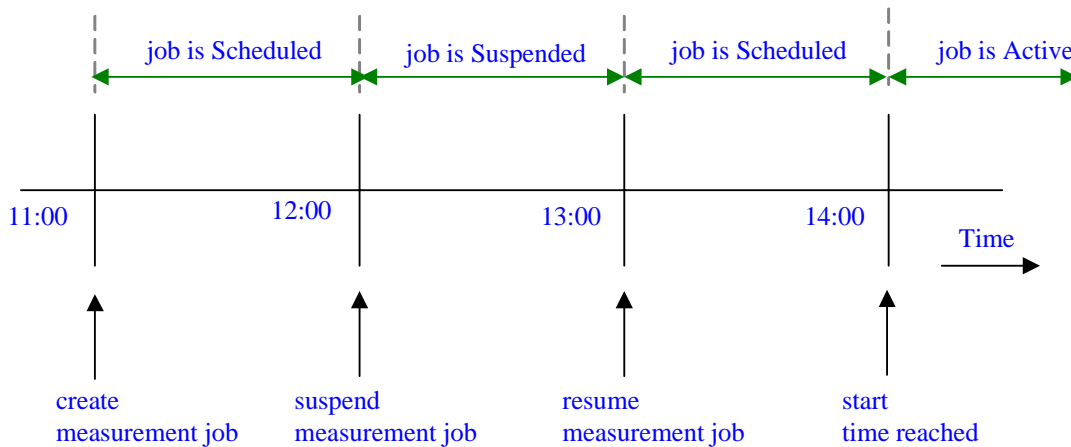 job is Scheduled
job is Suspended
job is Scheduled
job is Active
11:00
12:00
13:00
14:00
Time
create
measurement job
suspend
measurement job
resume
measurement job
start
time reached